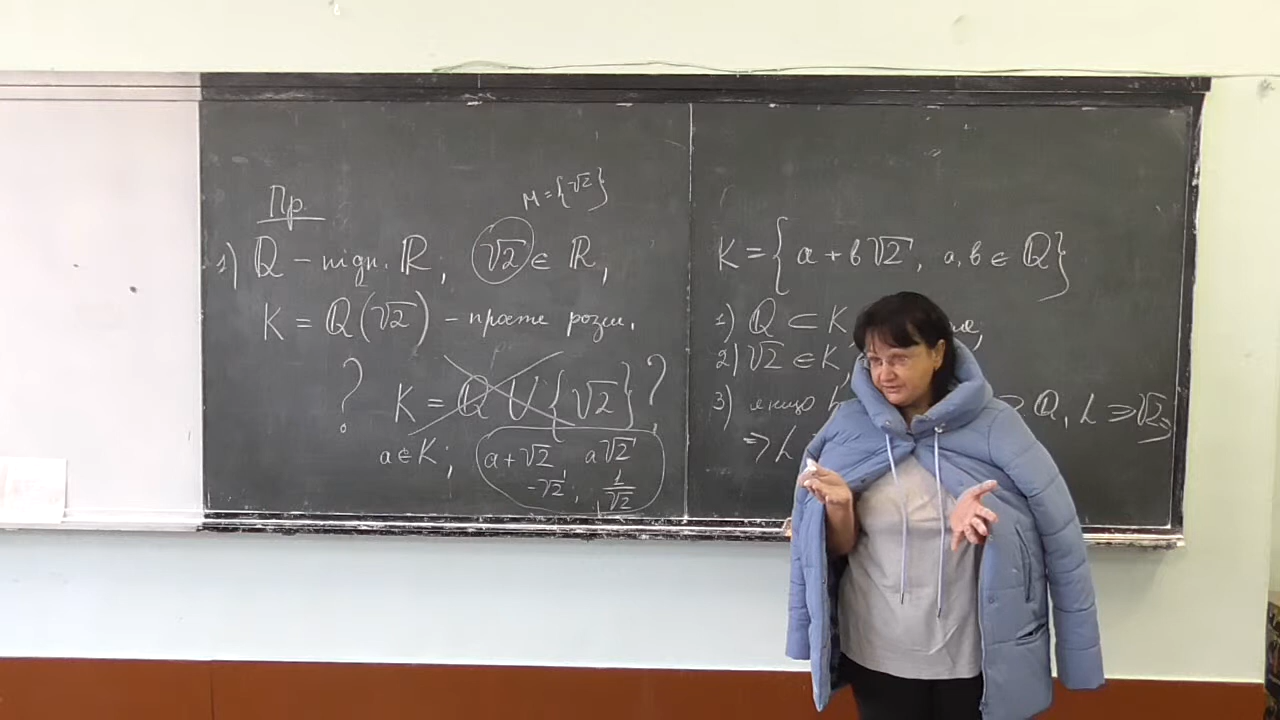 Пр.
M = {√2}
1) ℚ – підп. ℝ; √2 ∈ ℝ,
K = ℚ(√2) – просте розш.
? K = ℚ ∪ {√2} ?
a ∈ K; a + √2, a√2
-√2; 1/√2
K = {a + b√2, a, b ∈ ℚ}
1) ℚ ⊂ K
2) √2 ∈ K
3) якщо ⊃ ℚ, L ∋ √2,
⇒ L